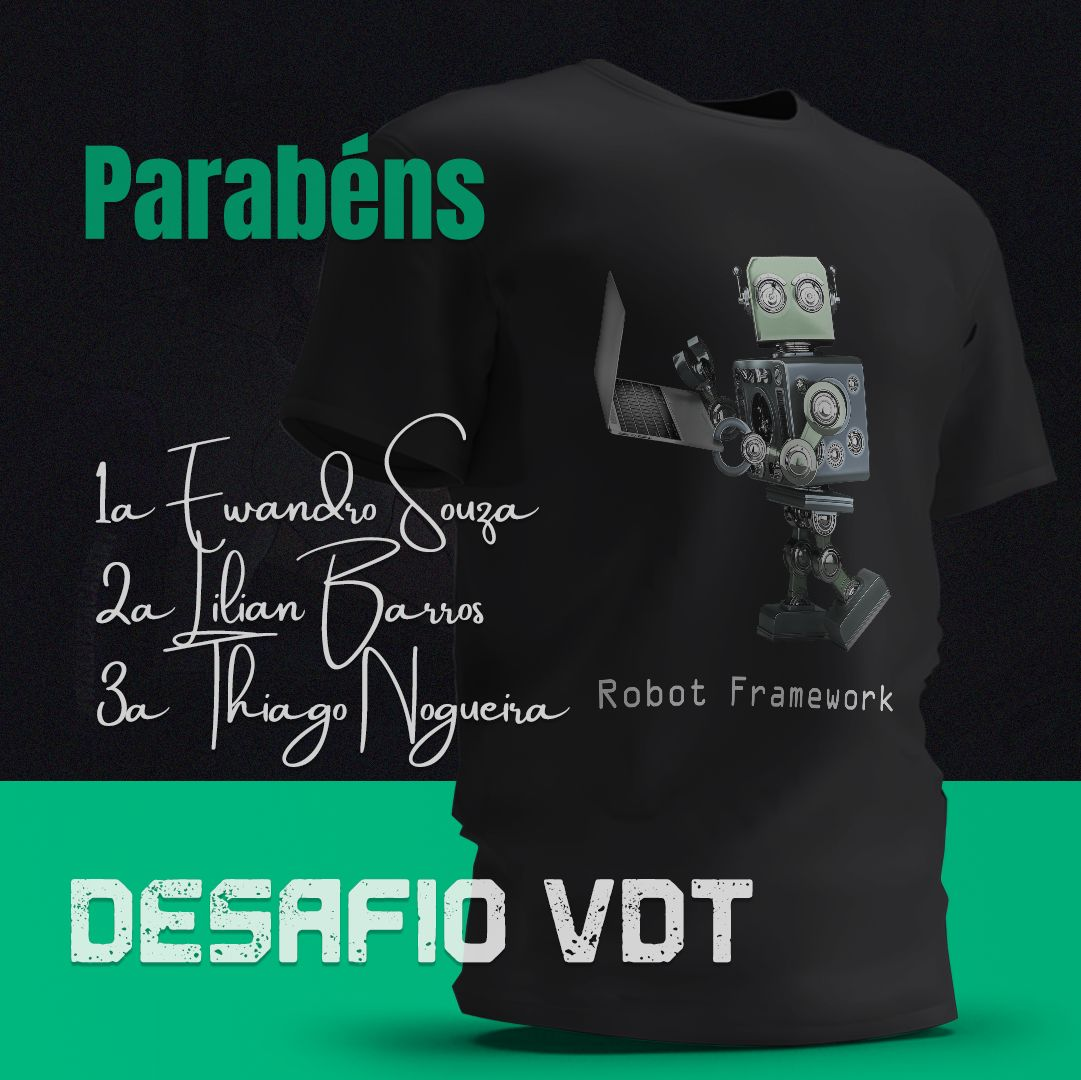 Parabéns
1a Ewandro Souza
2a Lilian Barros
3a Thiago Nogueira
Robot Framework
DESAFIO VDT